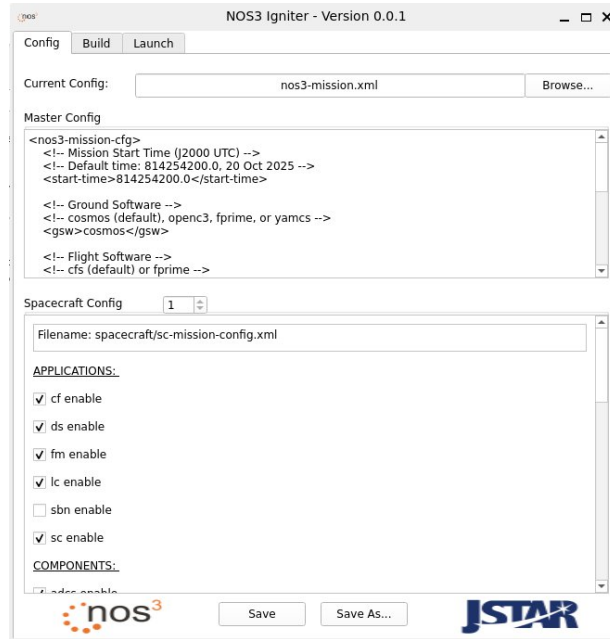 nos³
NOS3 Igniter - Version 0.0.1
Config Build Launch
Current Config: nos3-mission.xml Browse...
Master Config
<nos3-mission-cfg>
<!-- Mission Start Time (J2000 UTC) -->
<!-- Default time: 814254200.0, 20 Oct 2025 -->
<start-time>814254200.0</start-time>
<!-- Ground Software -->
<!-- cosmos (default), openc3, fprime, or yamcs -->
<gsw>cosmos</gsw>
<!-- Flight Software -->
<!-- cfs (default) or fprime -->
Spacecraft Config 1
Filename: spacecraft/sc-mission-config.xml
APPLICATIONS:
cf enable
ds enable
fm enable
lc enable
sbn enable
sc enable
COMPONENTS:
adcs enable
nos³ Save Save As... JSTAR